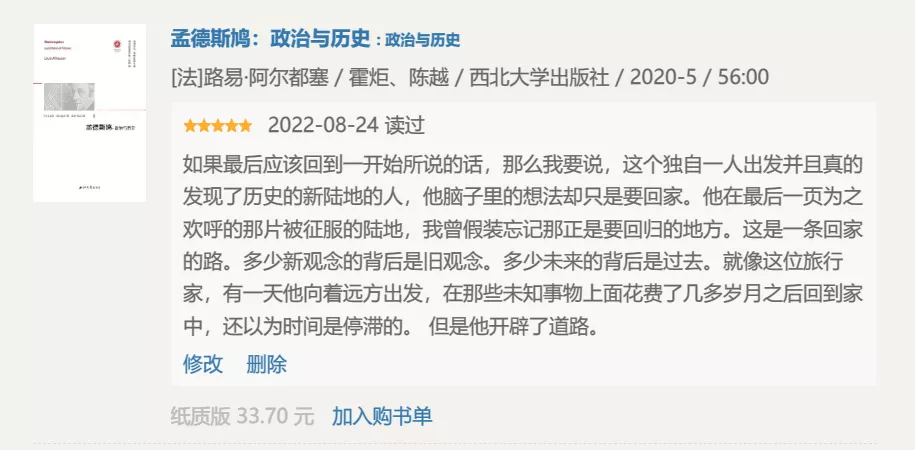 孟德斯鸠：政治与历史 : 政治与历史
[法]路易·阿尔都塞 / 霍炬、陈越 / 西北大学出版社 / 2020-5 / 56:00
2022-08-24 读过
如果最后应该回到一开始所说的话，那么我要说，这个独自一人出发并且真的
发现了历史的新陆地的人，他脑子里的想法却只是要回家。他在最后一页为之
欢呼的那片被征服的陆地，我曾假装忘记那正是要回归的地方。这是一条回家
的路。多少新观念的背后是旧观念。多少未来的背后是过去。就像这位旅行
家，有一天他向着远方出发，在那些未知事物上面花费了几多岁月之后回到家
中，还以为时间是停滞的。 但是他开辟了道路。
修改 删除
纸质版 33.70 元 加入购书单
孟德斯鸠：政治与历史